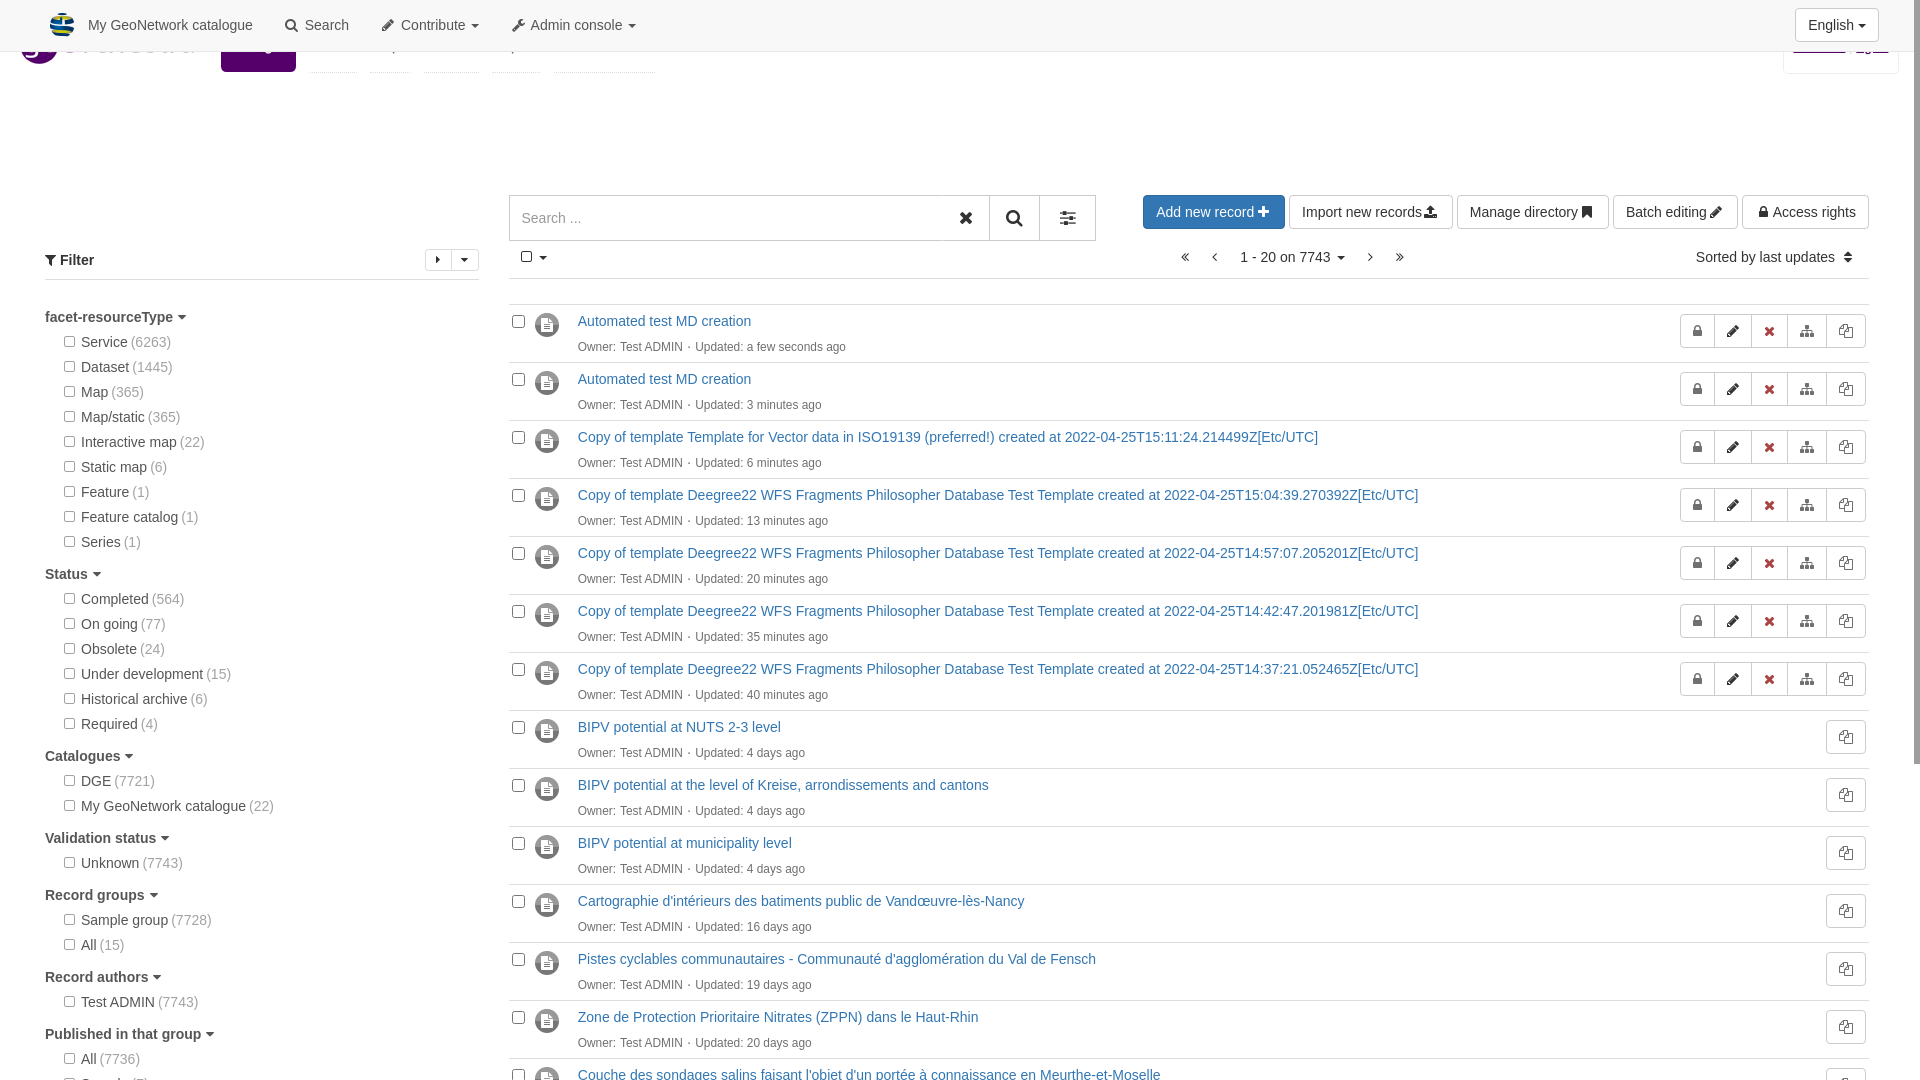 My GeoNetwork catalogue
Search
Contribute
Admin console
English
Search ...
Add new record
Import new records
Manage directory
Batch editing
Access rights
Filter
1 - 20 on 7743
Sorted by last updates
facet-resourceType
Service (6263)
Dataset (1445)
Map (365)
Map/static (365)
Interactive map (22)
Static map (6)
Feature (1)
Feature catalog (1)
Series (1)
Status
Completed (564)
On going (77)
Obsolete (24)
Under development (15)
Historical archive (6)
Required (4)
Catalogues
DGE (7721)
My GeoNetwork catalogue (22)
Validation status
Unknown (7743)
Record groups
Sample group (7728)
All (15)
Record authors
Test ADMIN (7743)
Published in that group
All (7736)
Automated test MD creation
Owner: Test ADMIN · Updated: a few seconds ago
Automated test MD creation
Owner: Test ADMIN · Updated: 3 minutes ago
Copy of template Template for Vector data in ISO19139 (preferred!) created at 2022-04-25T15:11:24.214499Z[Etc/UTC]
Owner: Test ADMIN · Updated: 6 minutes ago
Copy of template Deegree22 WFS Fragments Philosopher Database Test Template created at 2022-04-25T15:04:39.270392Z[Etc/UTC]
Owner: Test ADMIN · Updated: 13 minutes ago
Copy of template Deegree22 WFS Fragments Philosopher Database Test Template created at 2022-04-25T14:57:07.205201Z[Etc/UTC]
Owner: Test ADMIN · Updated: 20 minutes ago
Copy of template Deegree22 WFS Fragments Philosopher Database Test Template created at 2022-04-25T14:42:47.201981Z[Etc/UTC]
Owner: Test ADMIN · Updated: 35 minutes ago
Copy of template Deegree22 WFS Fragments Philosopher Database Test Template created at 2022-04-25T14:37:21.052465Z[Etc/UTC]
Owner: Test ADMIN · Updated: 40 minutes ago
BIPV potential at NUTS 2-3 level
Owner: Test ADMIN · Updated: 4 days ago
BIPV potential at the level of Kreise, arrondissements and cantons
Owner: Test ADMIN · Updated: 4 days ago
BIPV potential at municipality level
Owner: Test ADMIN · Updated: 4 days ago
Cartographie d'intérieurs des batiments public de Vandœuvre-lès-Nancy
Owner: Test ADMIN · Updated: 16 days ago
Pistes cyclables communautaires - Communauté d'agglomération du Val de Fensch
Owner: Test ADMIN · Updated: 19 days ago
Zone de Protection Prioritaire Nitrates (ZPPN) dans le Haut-Rhin
Owner: Test ADMIN · Updated: 20 days ago
Couche des sondages salins faisant l'objet d'un portée à connaissance en Meurthe-et-Moselle